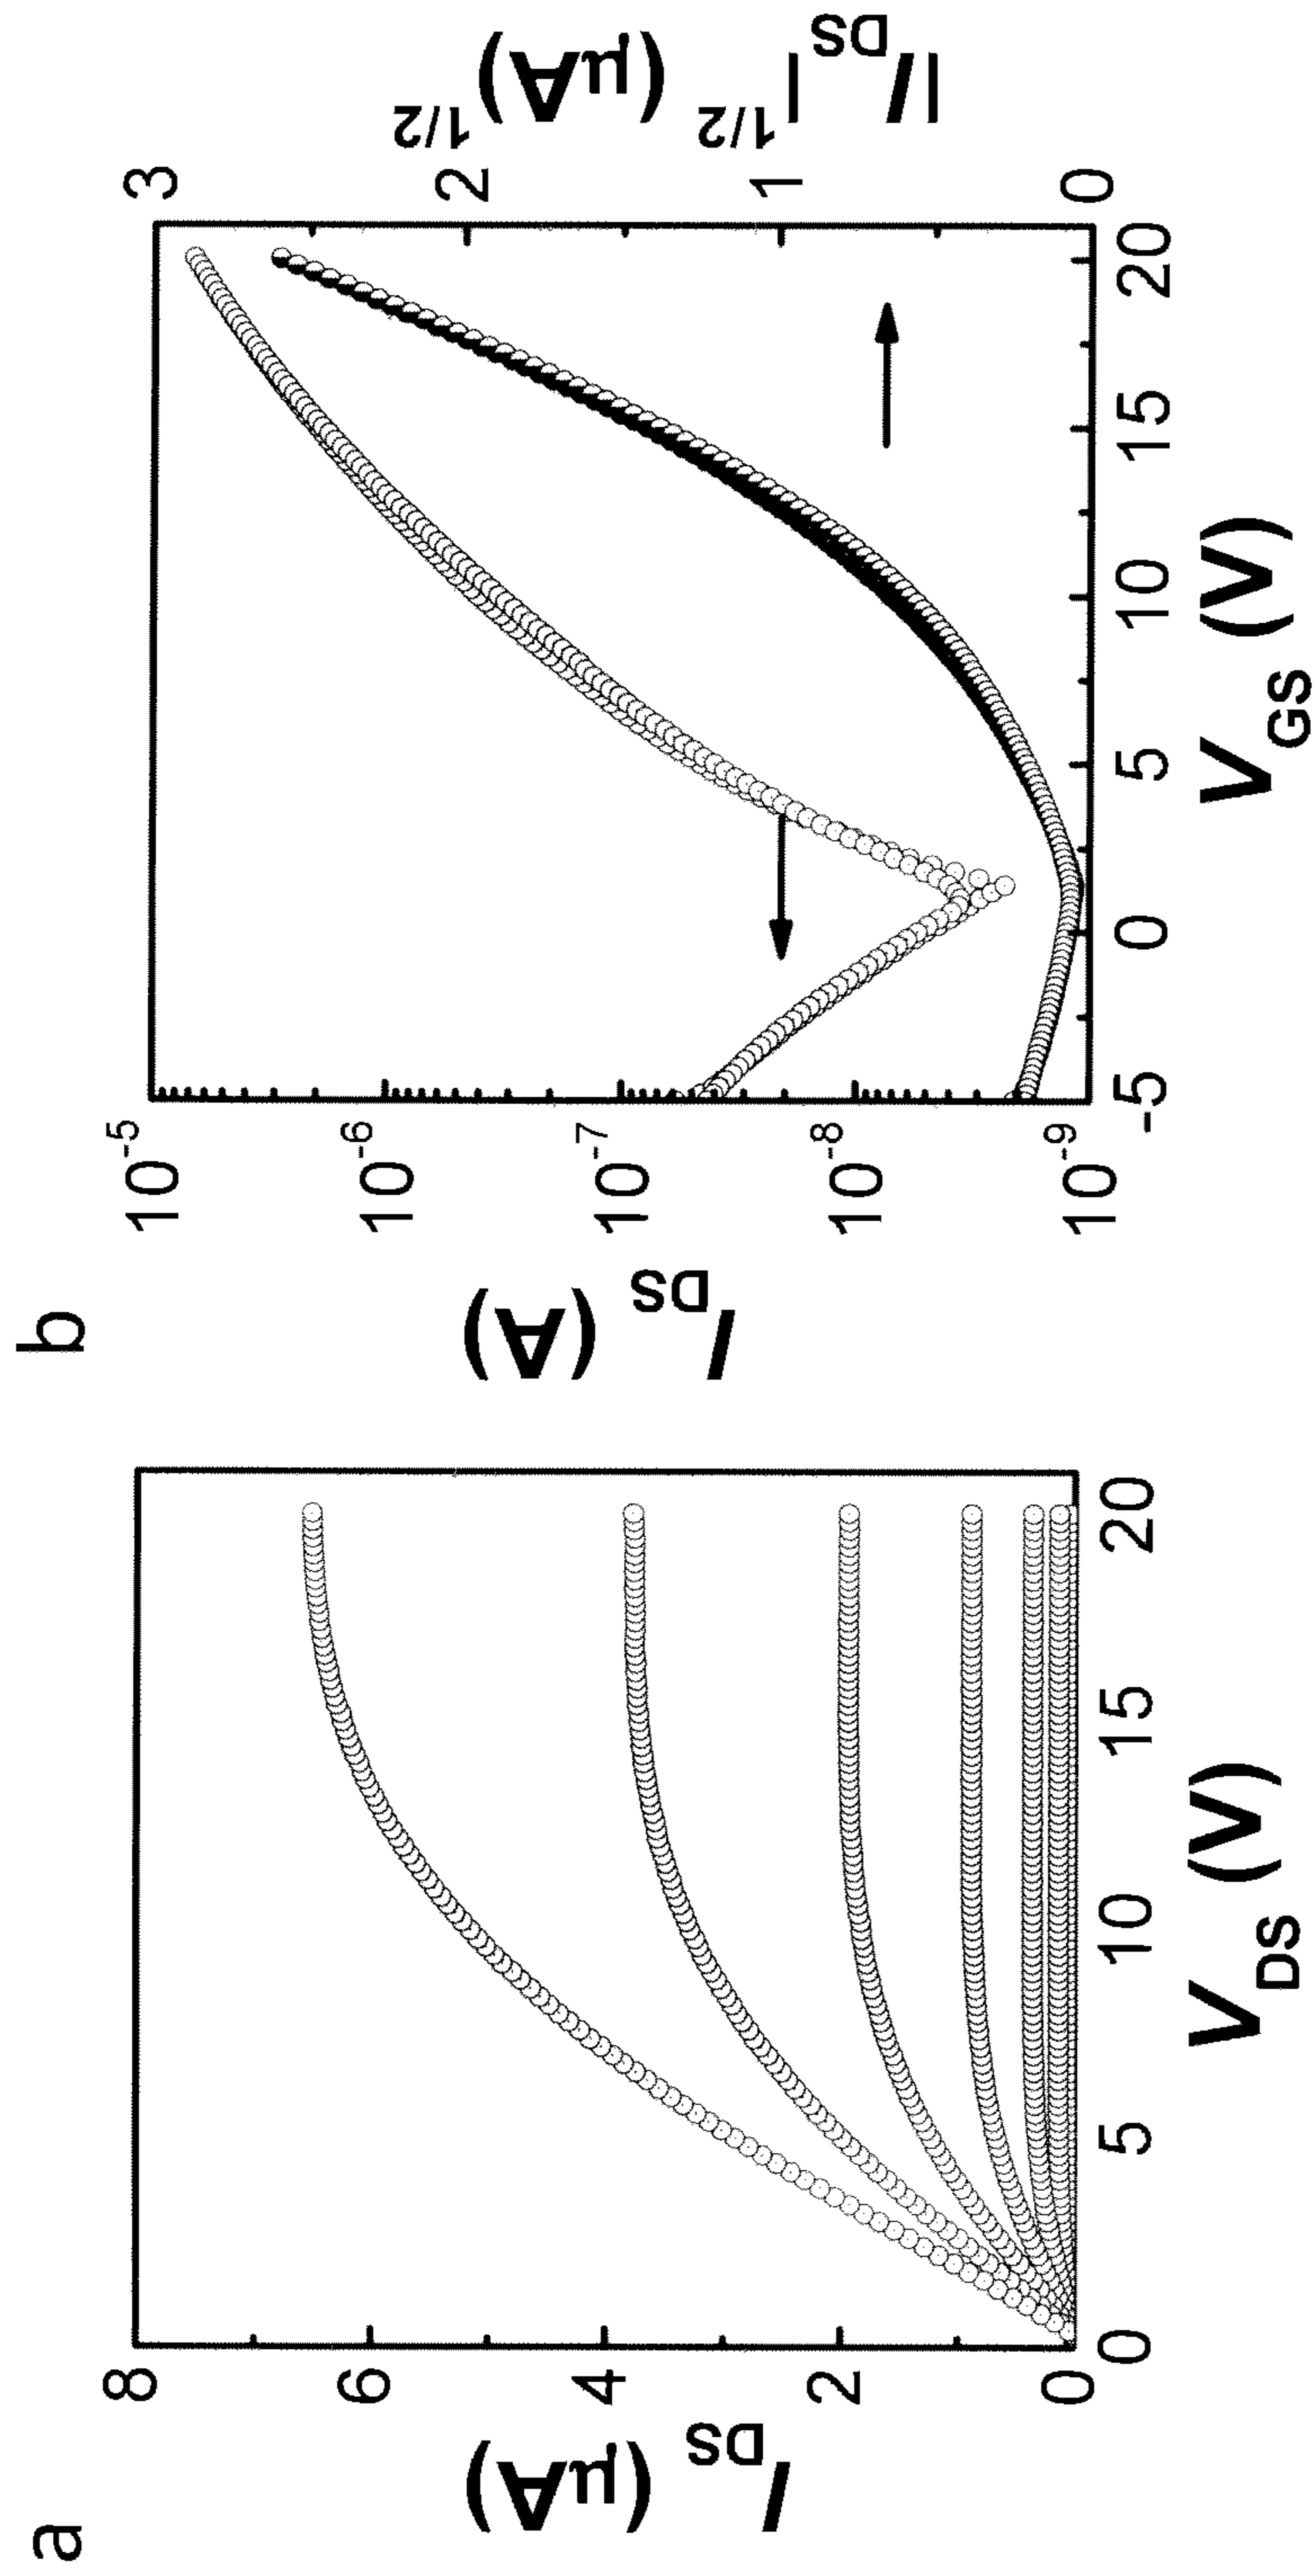 a
I_DS (µA)
8
6
4
2
0
0 5 10 15 20
V_DS (V)
b
I_DS (A)
10^-5
10^-6
10^-7
10^-8
10^-9
-5 0 5 10 15 20
V_GS (V)
3
2
1
0
|I_DS|^1/2 (µA)^1/2